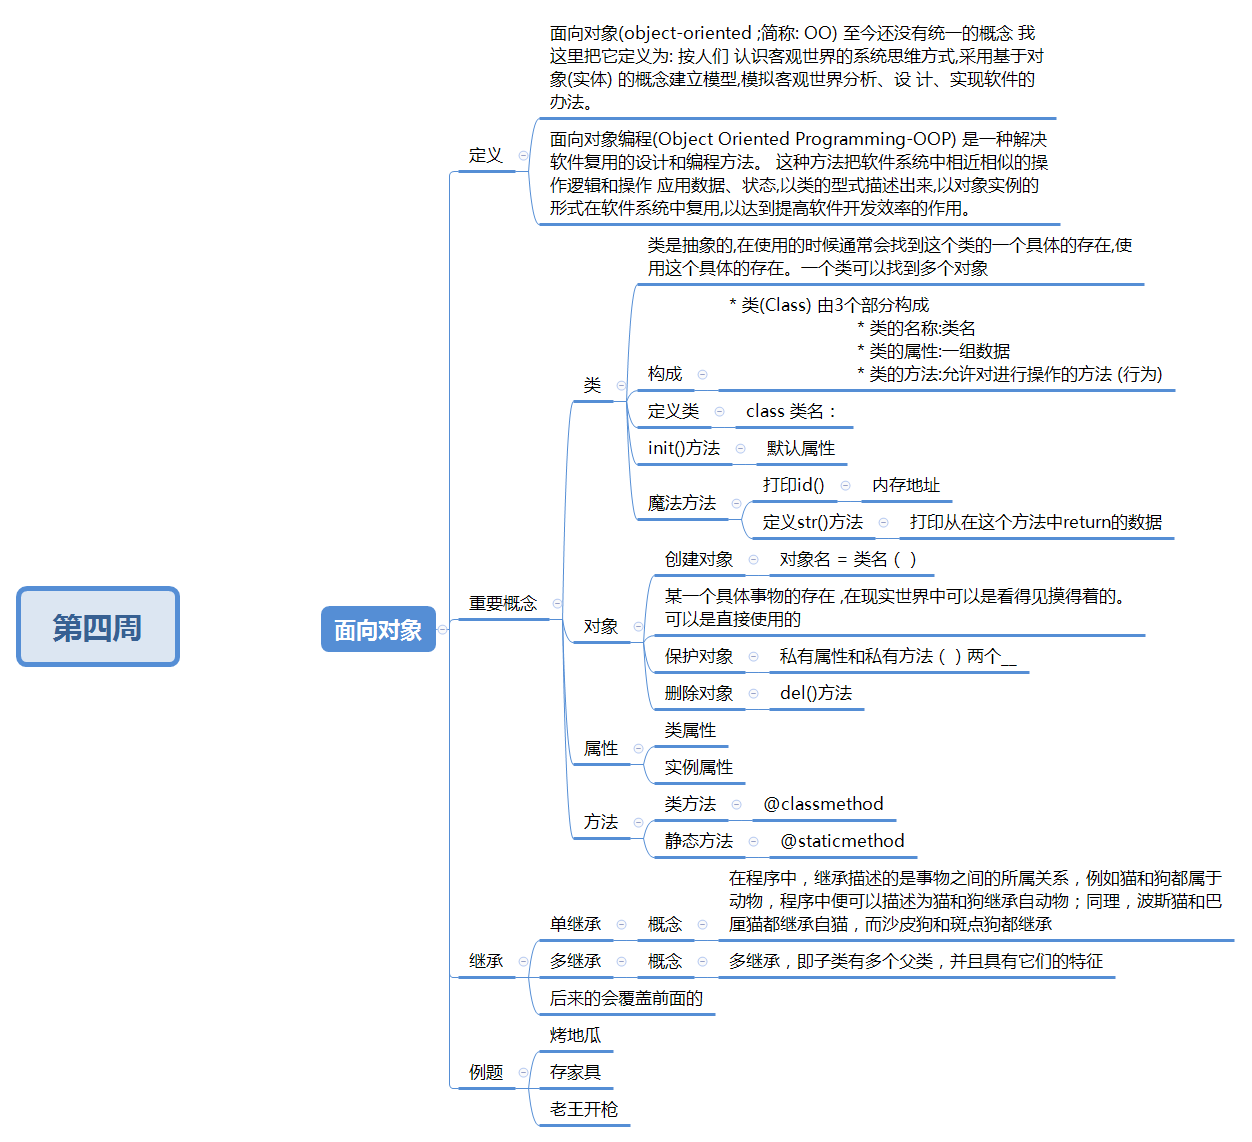 面向对象(object-oriented ;简称: OO) 至今还没有统一的概念 我
这里把它定义为: 按人们 认识客观世界的系统思维方式,采用基于对
象(实体) 的概念建立模型,模拟客观世界分析、设 计、实现软件的
办法。
定义
面向对象编程(Object Oriented Programming-OOP) 是一种解决
软件复用的设计和编程方法。 这种方法把软件系统中相近相似的操
作逻辑和操作 应用数据、状态,以类的型式描述出来,以对象实例的
形式在软件系统中复用,以达到提高软件开发效率的作用。
类是抽象的,在使用的时候通常会找到这个类的一个具体的存在,使
用这个具体的存在。一个类可以找到多个对象
* 类(Class) 由3个部分构成
* 类的名称:类名
* 类的属性:一组数据
* 类的方法:允许对进行操作的方法 (行为)
构成
类
定义类
class 类名：
init()方法
默认属性
魔法方法
打印id()
内存地址
定义str()方法
打印从在这个方法中return的数据
重要概念
创建对象
对象名 = 类名（ ）
某一个具体事物的存在 ,在现实世界中可以是看得见摸得着的。
可以是直接使用的
对象
保护对象
私有属性和私有方法（ ）两个__
删除对象
del()方法
第四周
面向对象
属性
类属性
实例属性
方法
类方法
@classmethod
静态方法
@staticmethod
在程序中，继承描述的是事物之间的所属关系，例如猫和狗都属于
动物，程序中便可以描述为猫和狗继承自动物；同理，波斯猫和巴
厘猫都继承自猫，而沙皮狗和斑点狗都继承
单继承
概念
继承
多继承
概念
多继承，即子类有多个父类，并且具有它们的特征
后来的会覆盖前面的
例题
烤地瓜
存家具
老王开枪